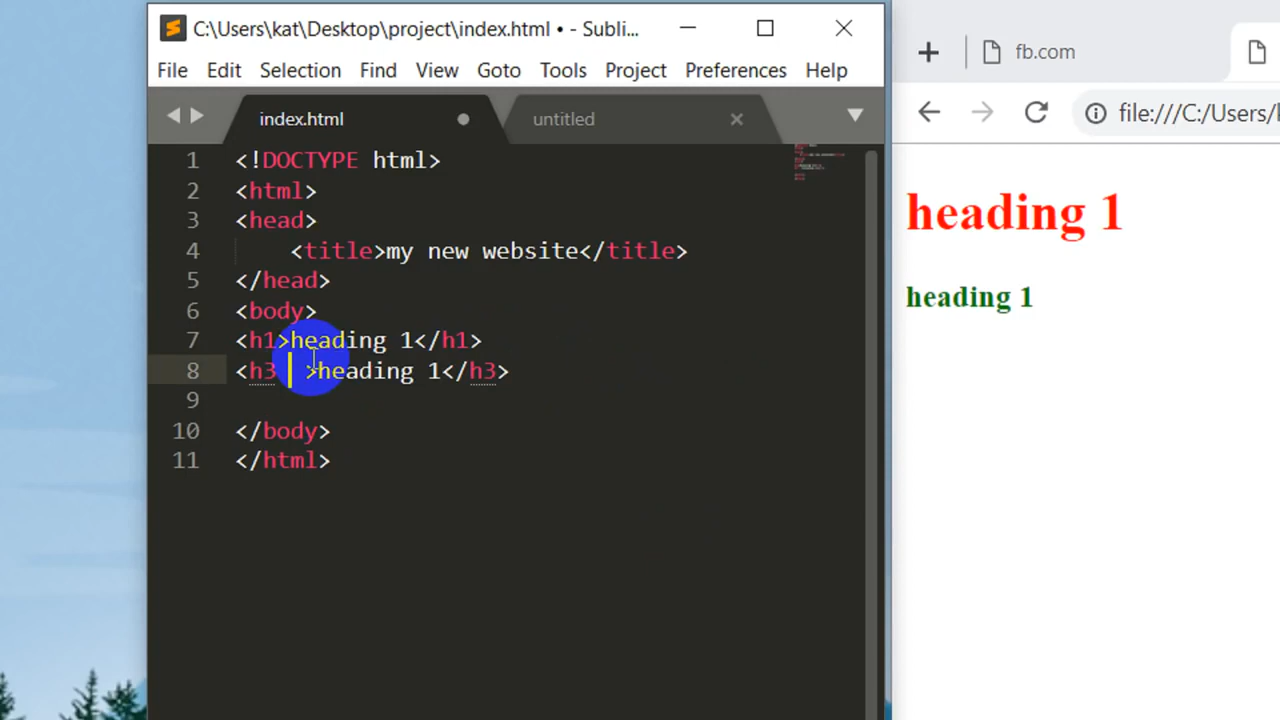 C:\Users\kat\Desktop\project\index.html • - Subli...
File Edit Selection Find View Goto Tools Project Preferences Help
index.html untitled
1 <!DOCTYPE html>
2 <html>
3 <head>
4 <title>my new website</title>
5 </head>
6 <body>
7 <h1>heading 1</h1>
8 <h3 >heading 1</h3>
9
10 </body>
11 </html>
fb.com
file:///C:/Users/
heading 1
heading 1